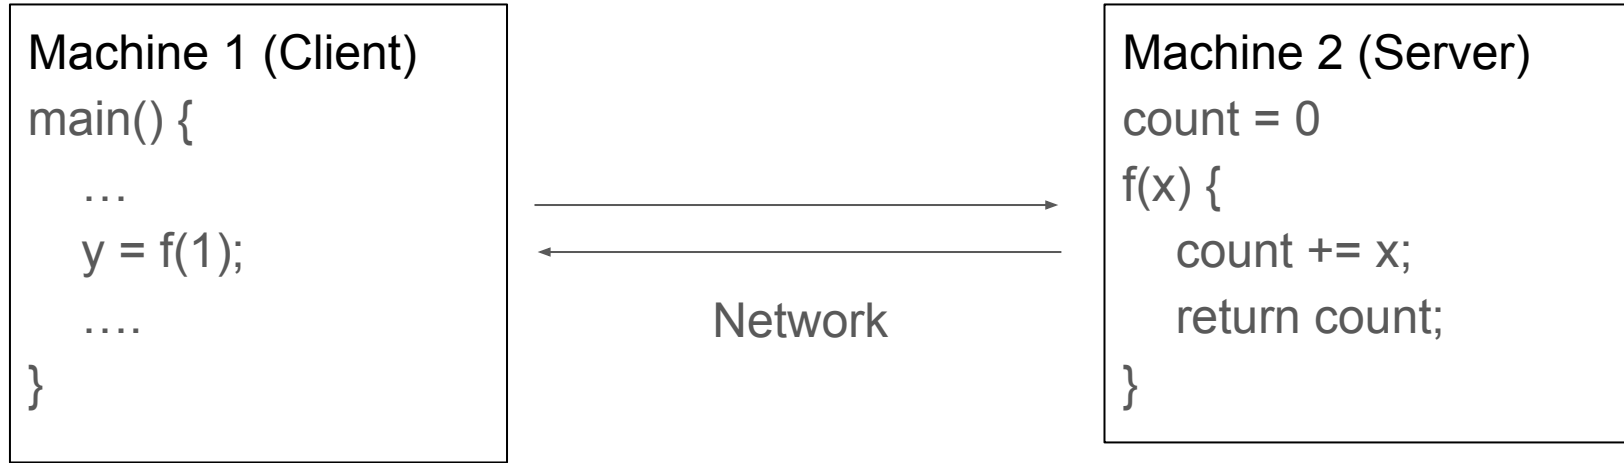 Machine 1 (Client)
main() {
…
y = f(1);
….
}
Network
Machine 2 (Server)
count = 0
f(x) {
count += x;
return count;
}